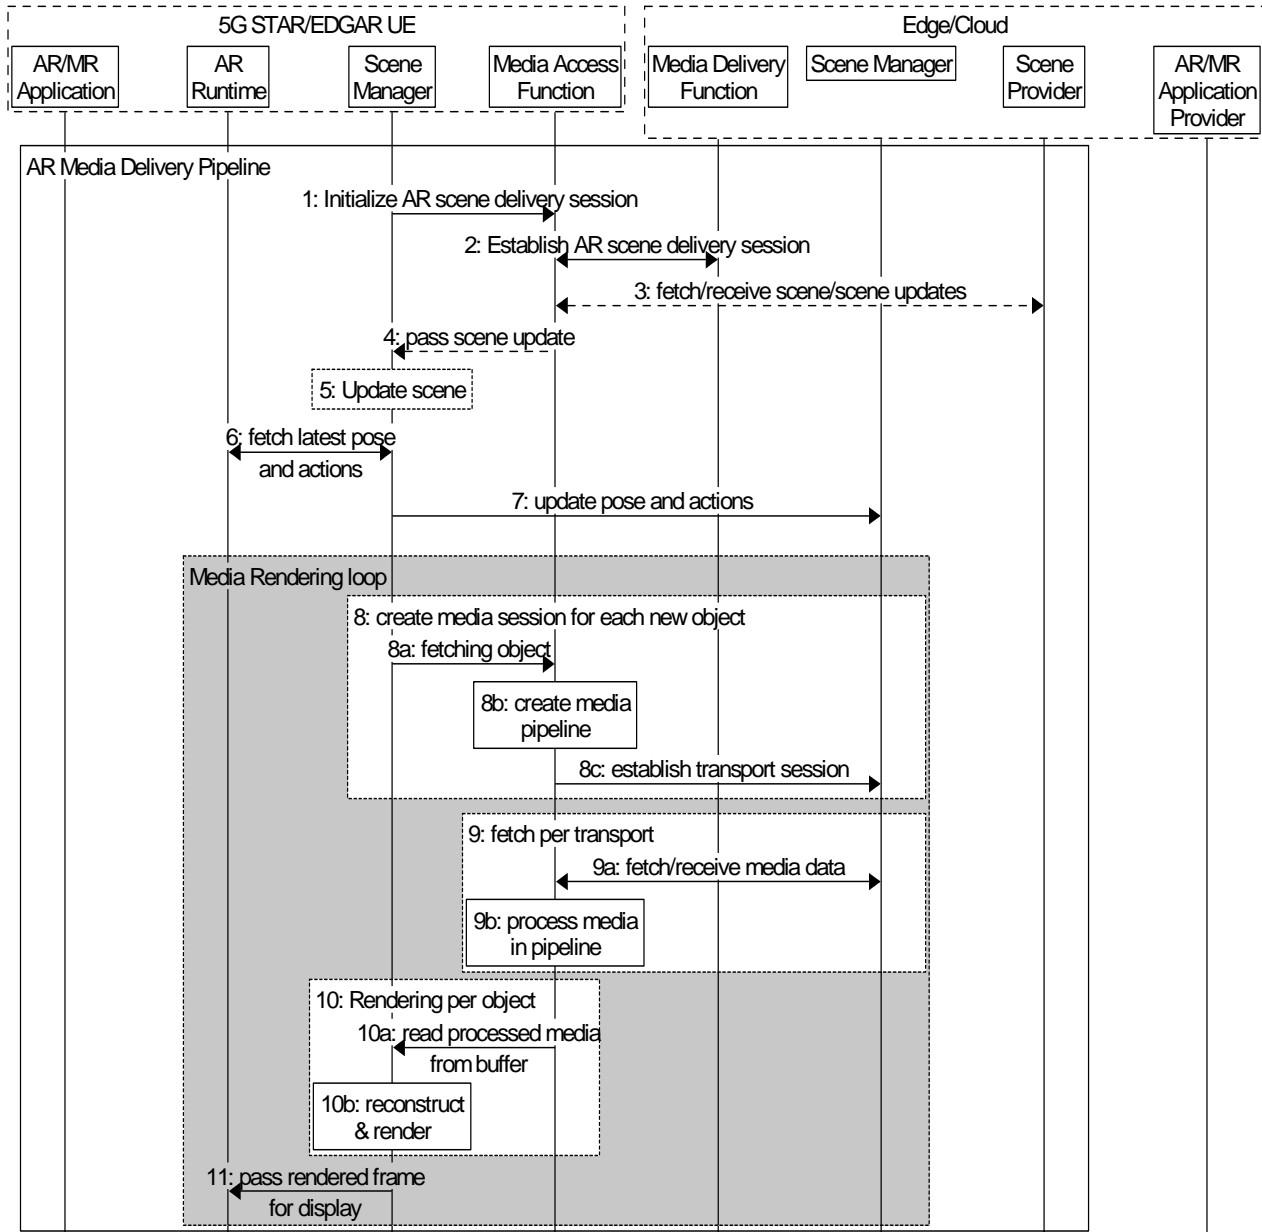 5G STAR/EDGAR UE
Edge/Cloud
AR/MR
Application
AR
Runtime
Scene
Manager
Media Access
Function
Media Delivery
Function
Scene Manager
Scene
Provider
AR/MR
Application
Provider
AR Media Delivery Pipeline
1: Initialize AR scene delivery session
2: Establish AR scene delivery session
3: fetch/receive scene/scene updates
4: pass scene update
5: Update scene
6: fetch latest pose
and actions
7: update pose and actions
Media Rendering loop
8: create media session for each new object
8a: fetching object
8b: create media
pipeline
8c: establish transport session
9: fetch per transport
9a: fetch/receive media data
9b: process media
in pipeline
10: Rendering per object
10a: read processed media
from buffer
10b: reconstruct
& render
11: pass rendered frame
for display